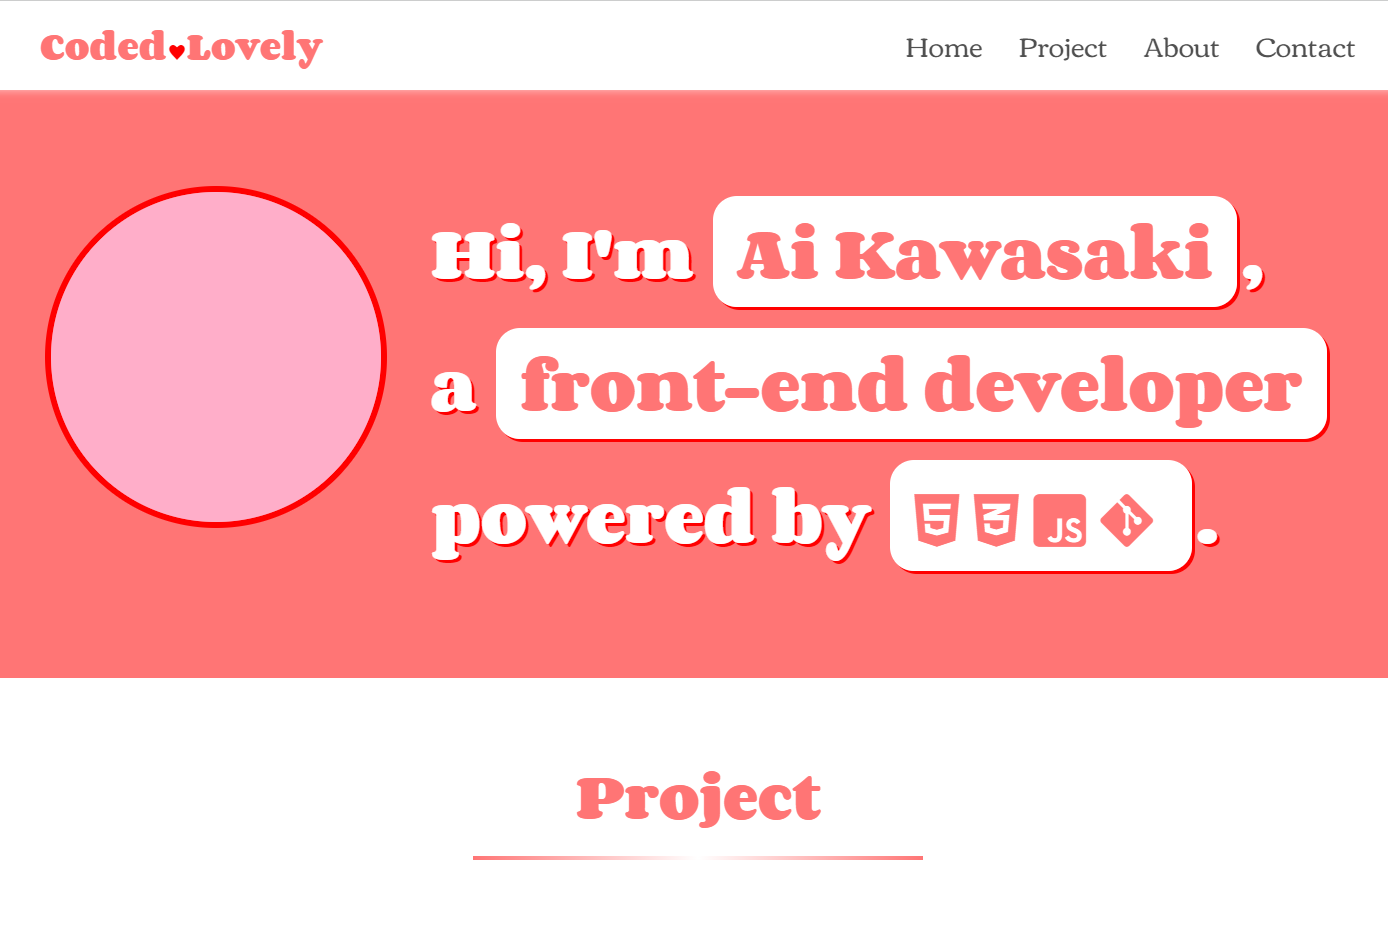 Coded♥Lovely
Home Project About Contact
Hi, I'm Ai Kawasaki,
a front-end developer
powered by 5 3 JS .
Project